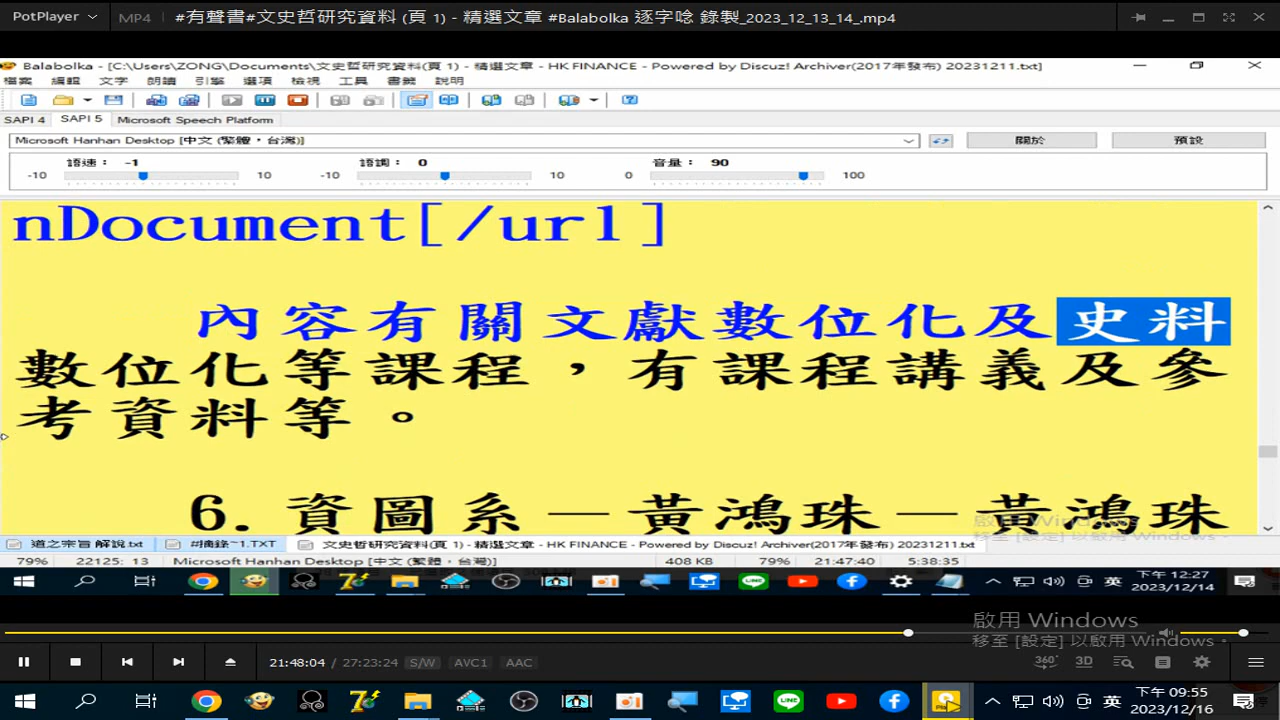 PotPlayer MP4 #有聲書#文史哲研究資料 (頁 1) - 精選文章 #Balabolka 逐字唸 錄製_2023_12_13_14_.mp4
Balabolka - [C:\Users\ZONG\Documents\文史哲研究資料(頁 1) - 精選文章 - HK FINANCE - Powered by Discuz! Archiver(2017年發布) 20231211.txt]
檔案 編輯 文字 朗讀 引擎 選項 檢視 工具 書籤 說明
SAPI 4 SAPI 5 Microsoft Speech Platform
Microsoft Hanhan Desktop [中文 (繁體，台灣)] 關於 預設
語速： -1 語調： 0 音量： 90
-10 10 -10 10 0 100
nDocument[/url]
內容有關文獻數位化及史料
數位化等課程，有課程講義及參
考資料等。
6. 資圖系－黃鴻珠－黃鴻珠
啟用 Windows
移至 [設定] 以啟用 Windows。
道之宗旨 解說.txt #摘錄~1.TXT 文史哲研究資料(頁 1) - 精選文章 - HK FINANCE - Powered by Discuz! Archiver(2017年發布) 20231211.txt
79% 22125: 13 Microsoft Hanhan Desktop [中文 (繁體，台灣)] 408 KB 79% 21:47:40 5:38:35
英 下午 12:27
2023/12/14
啟用 Windows
移至 [設定] 以啟用 Windows。
21:48:04 / 27:23:24 S/W AVC1 AAC 360° 3D
英 下午 09:55
2023/12/16